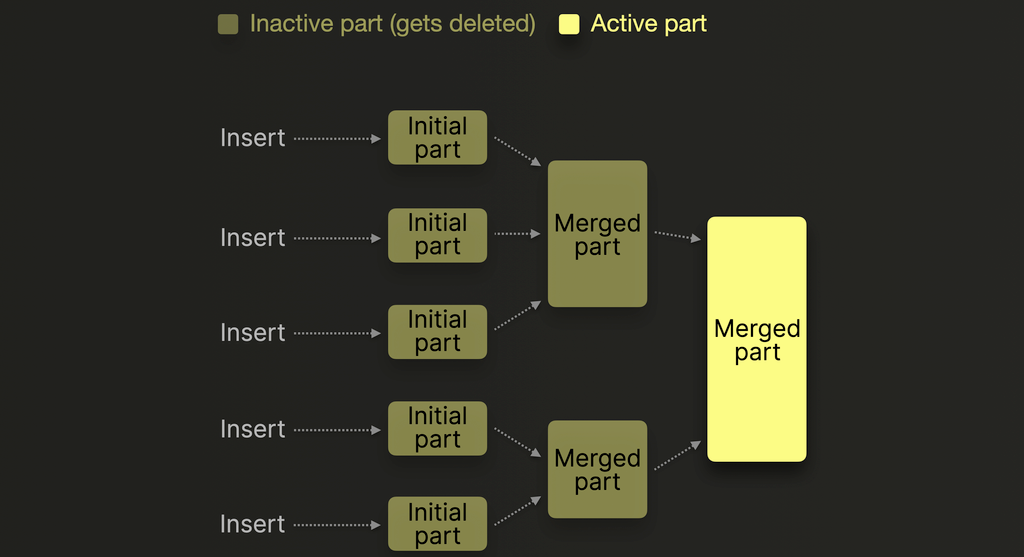 Inactive part (gets deleted) Active part
Insert
Initial
part
Insert
Initial
part
Insert
Initial
part
Merged
part
Insert
Initial
part
Insert
Initial
part
Merged
part
Merged
part